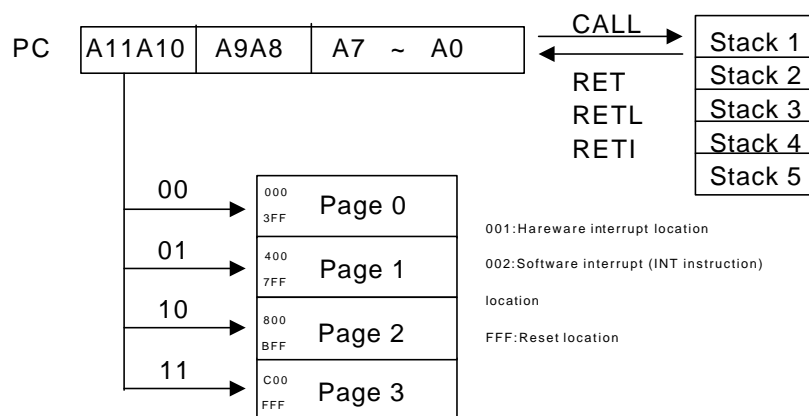 PC A11A10 A9A8 A7 ~ A0
CALL
RET
RETL
RETI
Stack 1
Stack 2
Stack 3
Stack 4
Stack 5
00
000
3FF
Page 0
01
400
7FF
Page 1
10
800
BFF
Page 2
11
C00
FFF
Page 3
001:Hareware interrupt location
002:Software interrupt (INT instruction)
location
FFF:Reset location